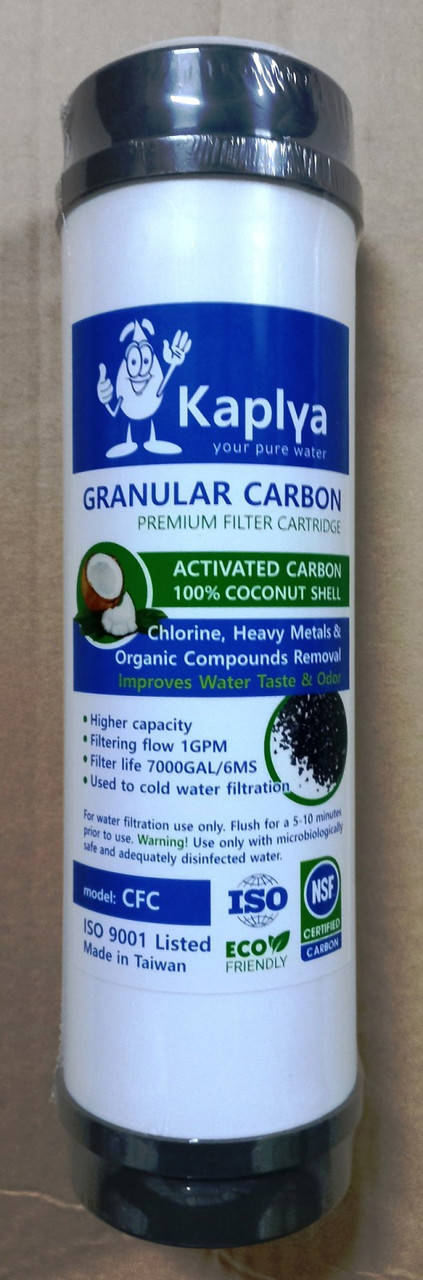 Kaplya
your pure water
GRANULAR CARBON
PREMIUM FILTER CARTRIDGE
ACTIVATED CARBON
100% COCONUT SHELL
Chlorine, Heavy Metals &
Organic Compounds Removal
Improves Water Taste & Odor
• Higher capacity
• Filtering flow 1GPM
• Filter life 7000GAL/6MS
• Used to cold water filtration
For water filtration use only. Flush for a 5-10 minutes
prior to use. Warning! Use only with microbiologically
safe and adequately disinfected water.
model: CFC
ISO 9001 Listed
Made in Taiwan
ISO
ECO
FRIENDLY
NSF
CERTIFIED
CARBON